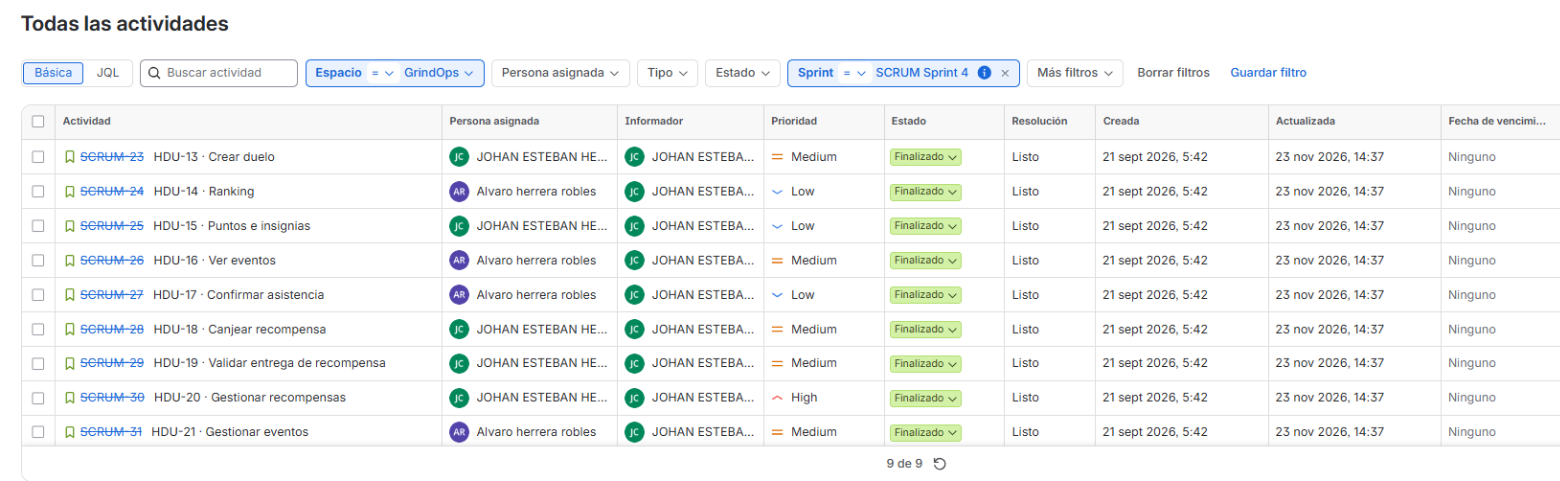 Todas las actividades
Básica JQL Buscar actividad Espacio = GrindOps Persona asignada Tipo Estado Sprint = SCRUM Sprint 4 Más filtros Borrar filtros Guardar filtro
Actividad Persona asignada Informador Prioridad Estado Resolución Creada Actualizada Fecha de vencimi...
SCRUM-23 HDU-13 · Crear duelo JC JOHAN ESTEBAN HE... JC JOHAN ESTEBA... Medium Finalizado Listo 21 sept 2026, 5:42 23 nov 2026, 14:37 Ninguno
SCRUM-24 HDU-14 · Ranking AR Alvaro herrera robles JC JOHAN ESTEBA... Low Finalizado Listo 21 sept 2026, 5:42 23 nov 2026, 14:37 Ninguno
SCRUM-25 HDU-15 · Puntos e insignias JC JOHAN ESTEBAN HE... JC JOHAN ESTEBA... Low Finalizado Listo 21 sept 2026, 5:42 23 nov 2026, 14:37 Ninguno
SCRUM-26 HDU-16 · Ver eventos AR Alvaro herrera robles JC JOHAN ESTEBA... Medium Finalizado Listo 21 sept 2026, 5:42 23 nov 2026, 14:37 Ninguno
SCRUM-27 HDU-17 · Confirmar asistencia AR Alvaro herrera robles JC JOHAN ESTEBA... Low Finalizado Listo 21 sept 2026, 5:42 23 nov 2026, 14:37 Ninguno
SCRUM-28 HDU-18 · Canjear recompensa JC JOHAN ESTEBAN HE... JC JOHAN ESTEBA... Medium Finalizado Listo 21 sept 2026, 5:42 23 nov 2026, 14:37 Ninguno
SCRUM-29 HDU-19 · Validar entrega de recompensa JC JOHAN ESTEBAN HE... JC JOHAN ESTEBA... Medium Finalizado Listo 21 sept 2026, 5:42 23 nov 2026, 14:37 Ninguno
SCRUM-30 HDU-20 · Gestionar recompensas JC JOHAN ESTEBAN HE... JC JOHAN ESTEBA... High Finalizado Listo 21 sept 2026, 5:42 23 nov 2026, 14:37 Ninguno
SCRUM-31 HDU-21 · Gestionar eventos AR Alvaro herrera robles JC JOHAN ESTEBA... Medium Finalizado Listo 21 sept 2026, 5:42 23 nov 2026, 14:37 Ninguno
9 de 9